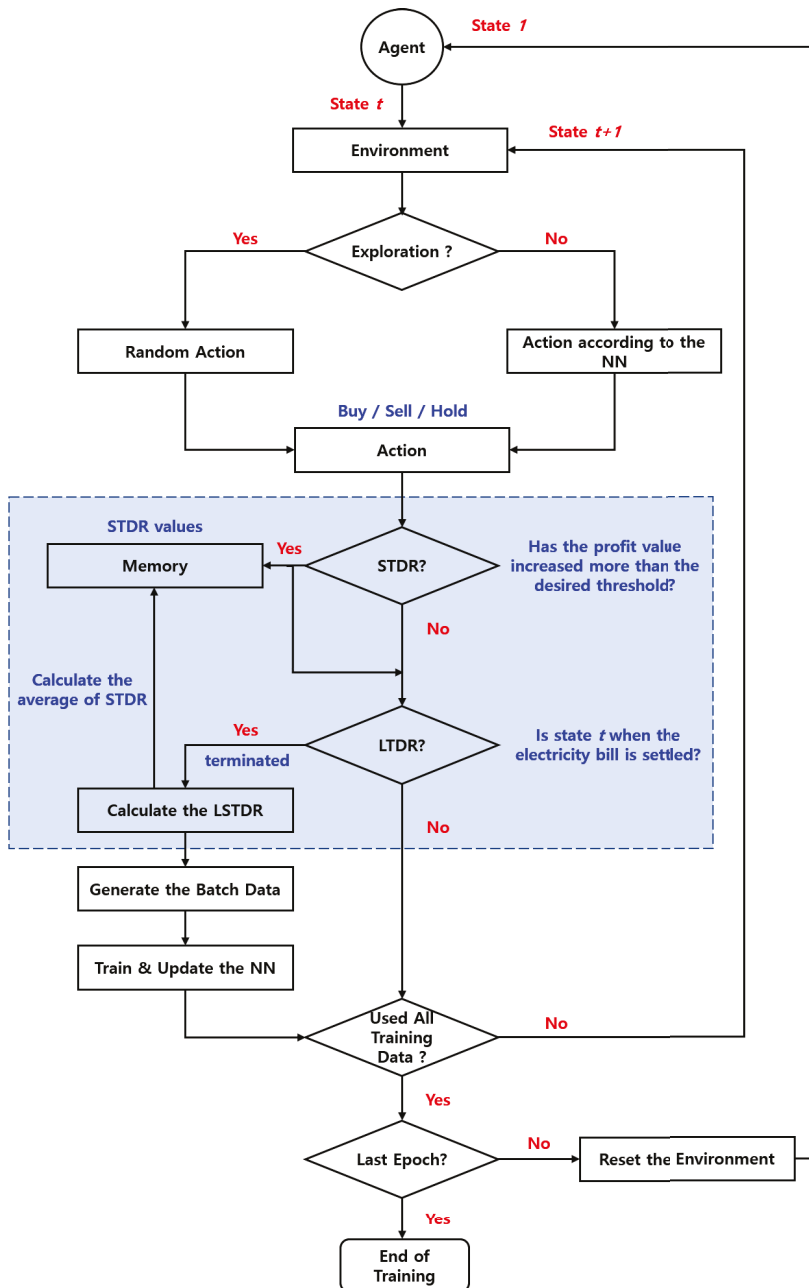 State 1
Agent
State t
State t+1
Environment
Yes
Exploration ?
No
Random Action
Action according to the
NN
Buy / Sell / Hold
Action
STDR values
Yes
Memory
STDR?
Has the profit value
increased more than the
desired threshold?
No
Calculate the
average of STDR
Yes
terminated
LTDR?
Is state t when the
electricity bill is settled?
Calculate the LSTDR
No
Generate the Batch Data
Train & Update the NN
Used All
Training
Data ?
No
Yes
Last Epoch?
No
Reset the Environment
Yes
End of
Training